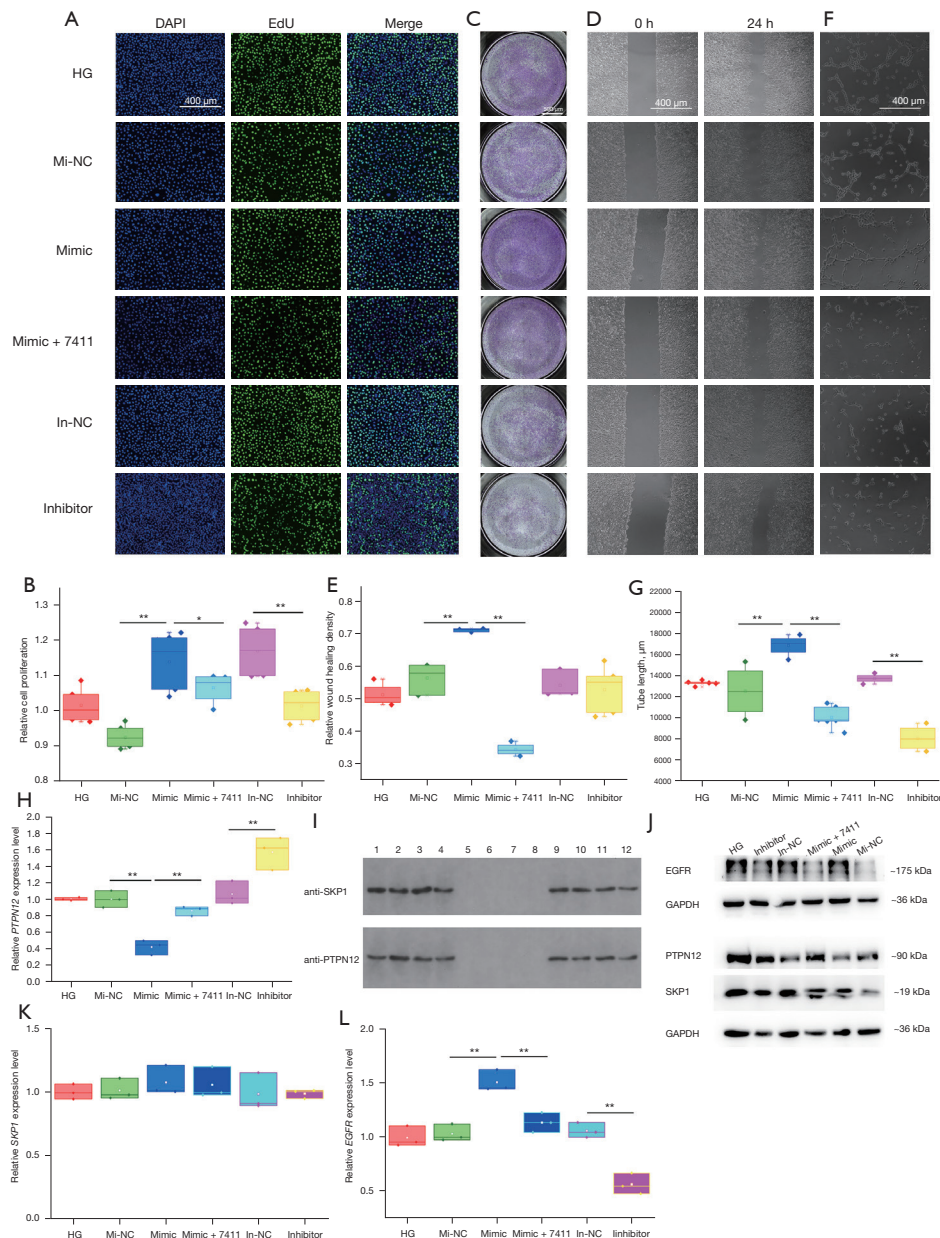 A
C
D
F
DAPI
EdU
Merge
0 h
24 h
HG
400 μm
400 μm
400 μm
Mi-NC
Mimic
Mimic + 7411
In-NC
Inhibitor
B
E
G
Relative cell proliferation
1.3
1.2
1.1
1.0
0.9
0.8
**
*
**
HG
Mi-NC
Mimic
Mimic + 7411
In-NC
Inhibitor
Relative wound healing density
0.8
0.7
0.6
0.5
0.4
0.3
**
**
HG
Mi-NC
Mimic
Mimic + 7411
In-NC
Inhibitor
Tube length, μm
22000
20000
18000
16000
14000
12000
10000
8000
6000
4000
**
**
**
HG
Mi-NC
Mimic
Mimic + 7411
In-NC
Inhibitor
H
I
J
Relative PTPN12 expression level
2.0
1.8
1.6
1.4
1.2
1.0
0.8
0.6
0.4
0.2
0.0
**
**
**
HG
Mi-NC
Mimic
Mimic + 7411
In-NC
Inhibitor
1 2 3 4 5 6 7 8 9 10 11 12
anti-SKP1
anti-PTPN12
HG Inhibitor In-NC Mimic + 7411 Mimic Mi-NC
EGFR
~175 kDa
GAPDH
~36 kDa
PTPN12
~90 kDa
SKP1
~19 kDa
GAPDH
~36 kDa
K
L
Relative SKP1 expression level
1.5
1.0
0.5
0.0
HG
Mi-NC
Mimic
Mimic + 7411
In-NC
Inhibitor
Relative EGFR expression level
2.0
1.5
1.0
0.5
**
**
**
HG
Mi-NC
Mimic
Mimic + 7411
In-NC
Iinhibitor